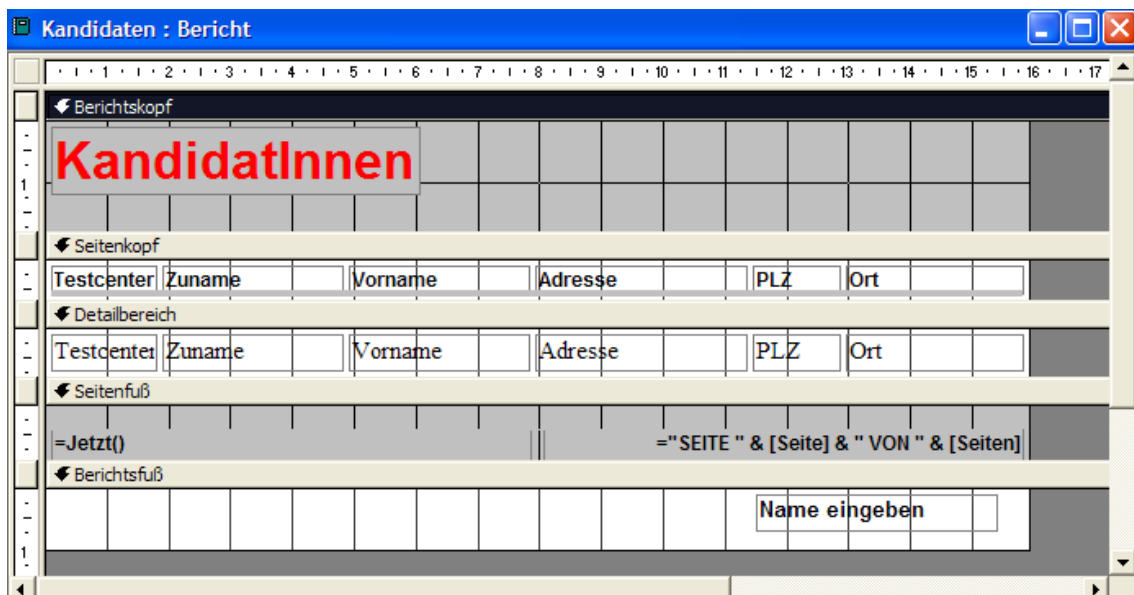 Kandidaten : Bericht
1 2 3 4 5 6 7 8 9 10 11 12 13 14 15 16 17
Berichtskopf
KandidatInnen
1
Seitenkopf
Testcenter Zuname Vorname Adresse PLZ Ort
Detailbereich
Testcenter Zuname Vorname Adresse PLZ Ort
Seitenfuß
=Jetzt() ="SEITE " & [Seite] & " VON " & [Seiten]
Berichtsfuß
Name eingeben
1